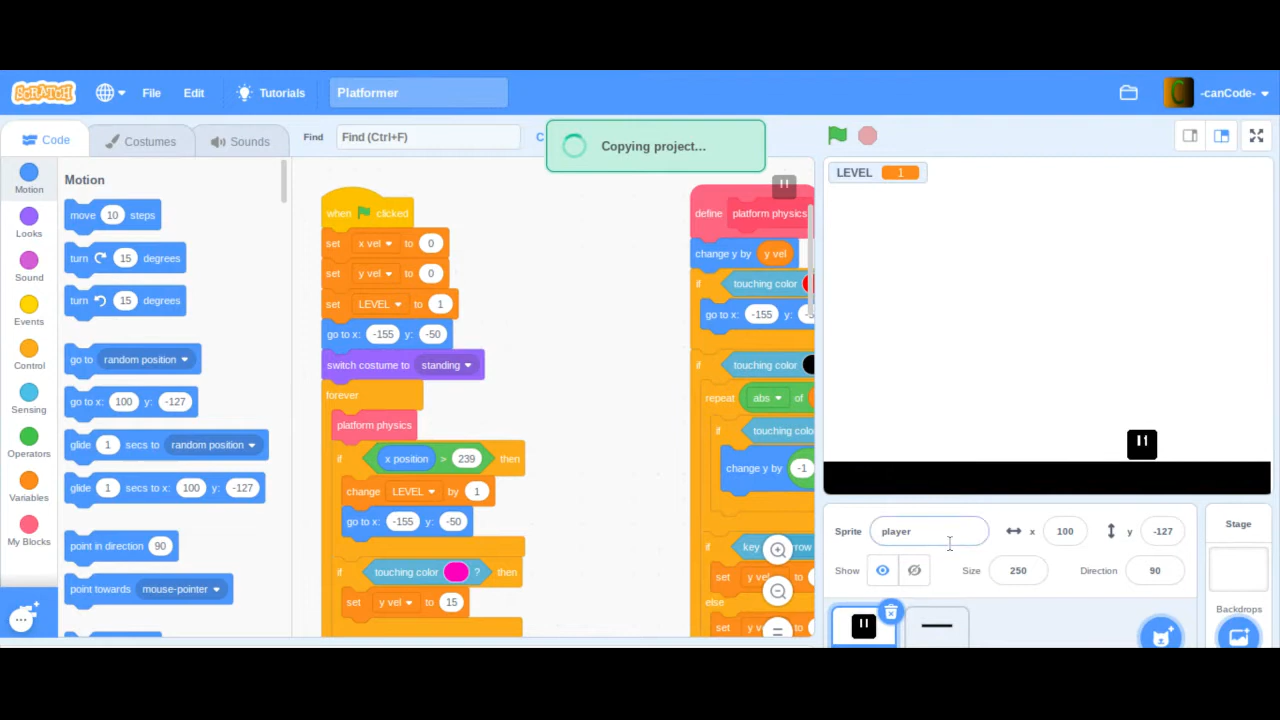 SCRATCH
File
Edit
Tutorials
Platformer
-canCode-
Code
Costumes
Sounds
Find
Find (Ctrl+F)
C
Copying project...
Motion
Looks
Sound
Events
Control
Sensing
Operators
Variables
My Blocks
Motion
move 10 steps
turn 15 degrees
turn 15 degrees
go to random position
go to x: 100 y: -127
glide 1 secs to random position
glide 1 secs to x: 100 y: -127
point in direction 90
point towards mouse-pointer
when clicked
set x vel to 0
set y vel to 0
set LEVEL to 1
go to x: -155 y: -50
switch costume to standing
forever
platform physics
if x position > 239 then
change LEVEL by 1
go to x: -155 y: -50
if touching color ? then
set y vel to 15
define platform physics
change y by y vel
if touching color
go to x: -155 y:
if touching color
repeat abs of
if touching colo
change y by -1
if key row
set y vel
else
set y v
LEVEL 1
Sprite player x 100 y -127
Show Size 250 Direction 90
Stage
Backdrops